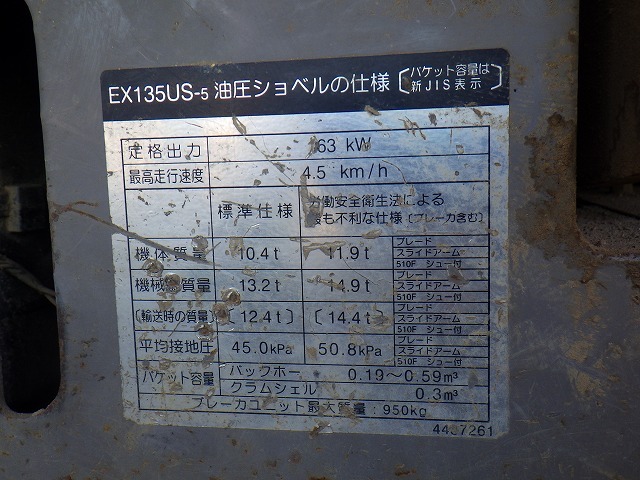 EX135US-5 油圧ショベルの仕様 〔バケット容量は
新JIS表示〕
定格出力 63 kW
最高走行速度 4.5 km/h
標準仕様 労働安全衛生法による
最も不利な仕様（ブレーカ含む）
機体質量 10.4t 11.9t ブレード
スライドアーム
510F シュー付
機械総質量 13.2t 14.9t ブレード
スライドアーム
510F シュー付
〔輸送時の質量〕 〔12.4t〕 〔14.4t〕 ブレード
スライドアーム
510F シュー付
平均接地圧 45.0kPa 50.8kPa ブレード
スライドアーム
510F シュー付
バケット容量 バックホー 0.19～0.59m³
クラムシェル 0.3m³
ブレーカユニット最大質量：950kg
4437261